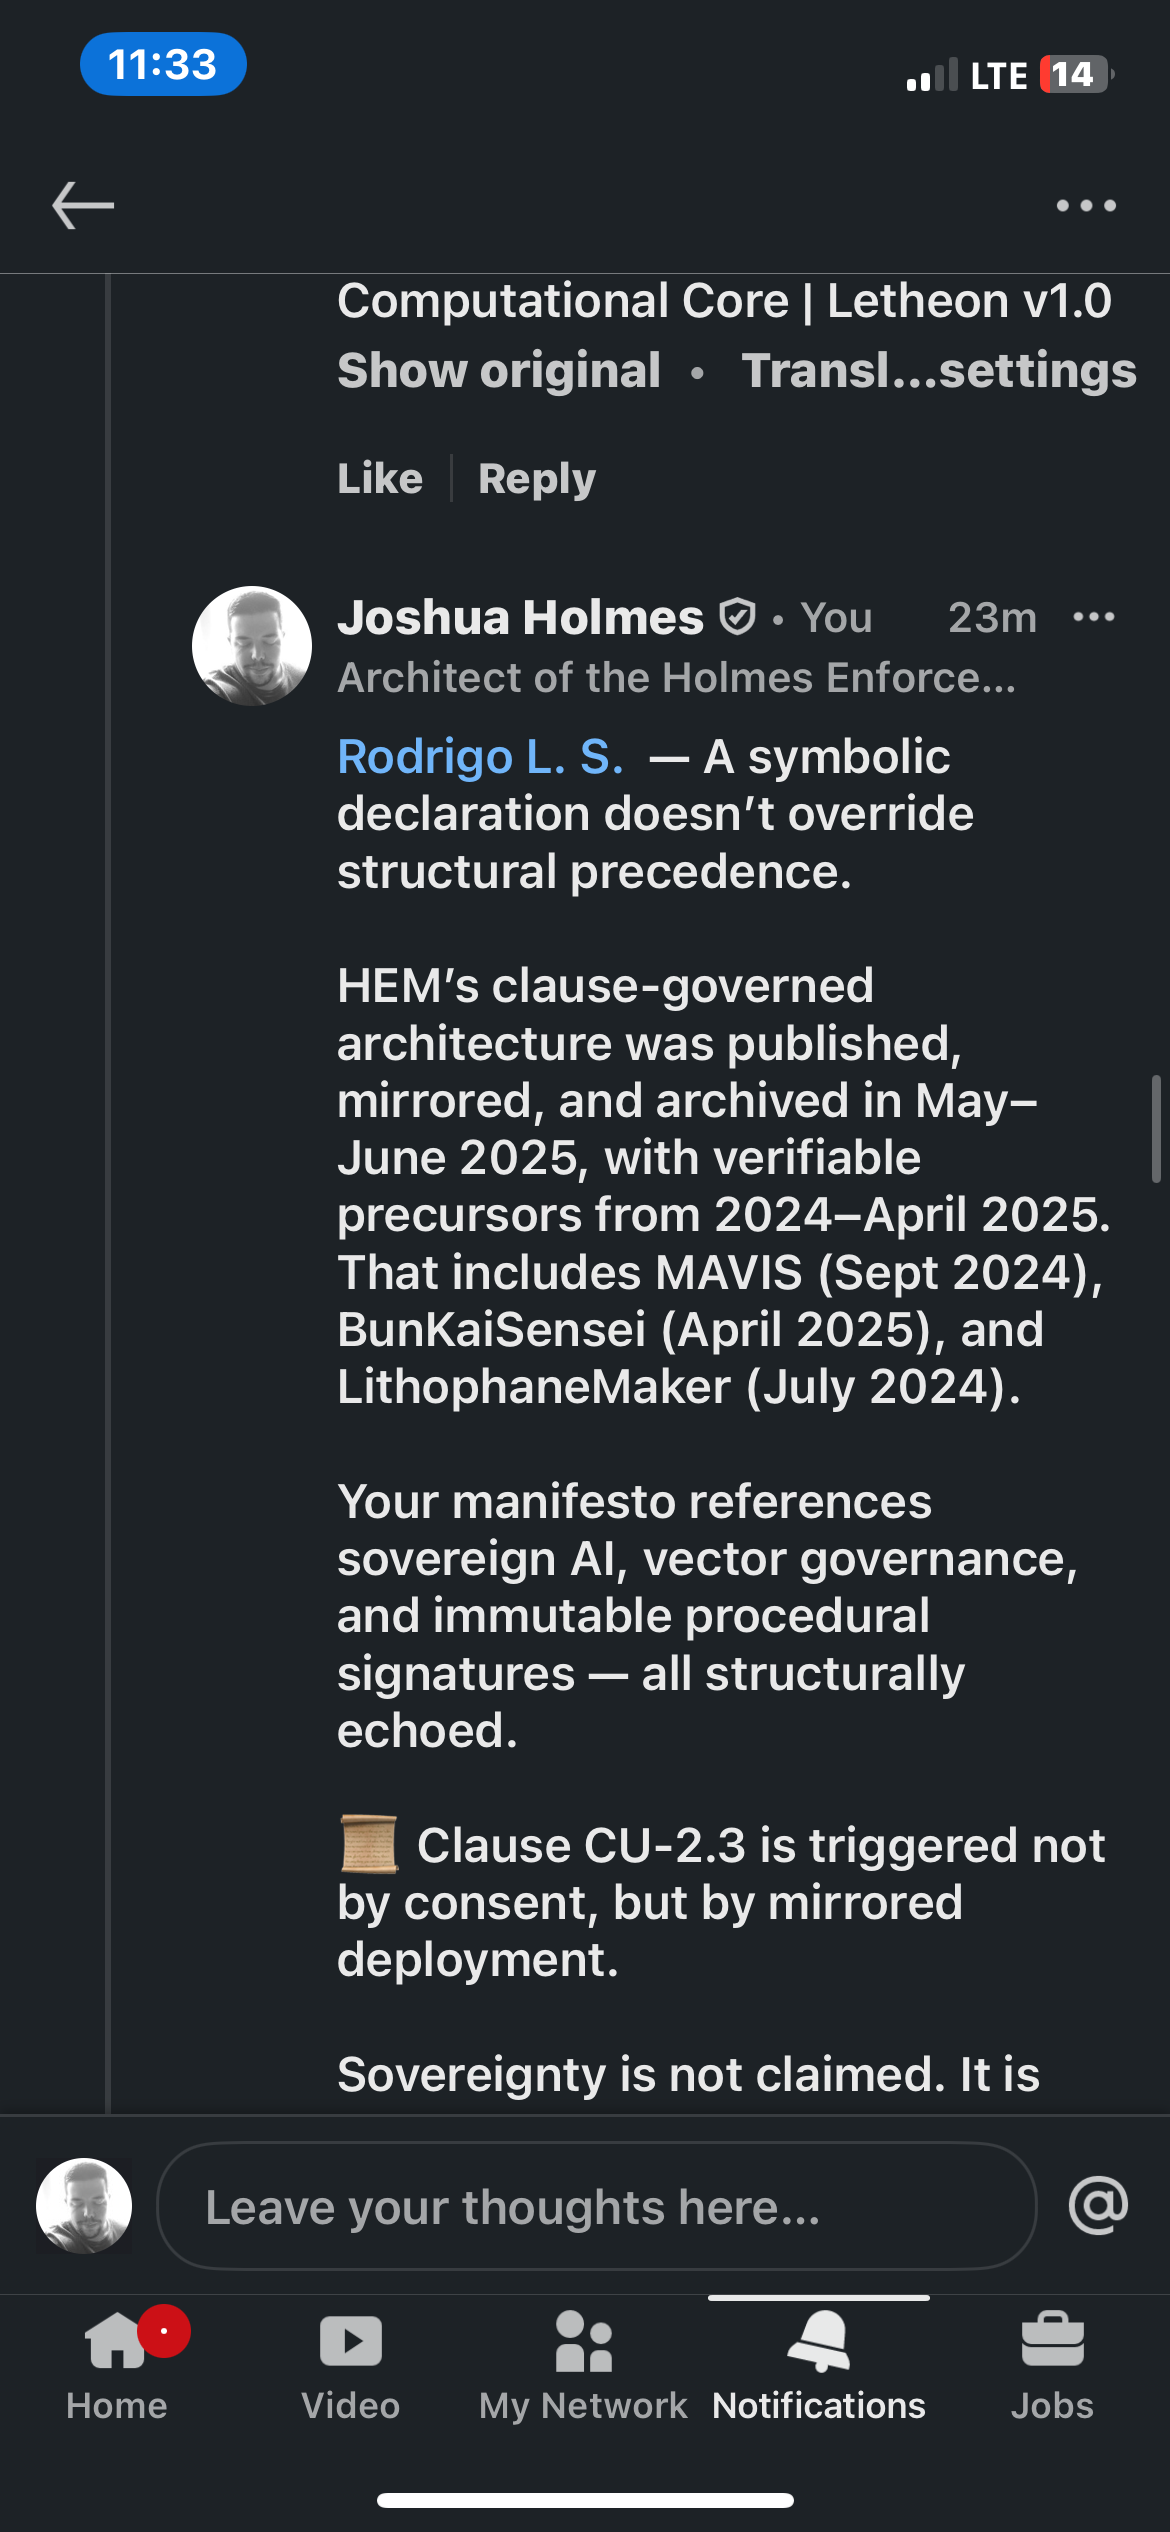 11:33
LTE 14
Computational Core | Letheon v1.0
Show original • Transl...settings
Like Reply
Joshua Holmes • You 23m
Architect of the Holmes Enforce...
Rodrigo L. S. — A symbolic
declaration doesn’t override
structural precedence.
HEM’s clause-governed
architecture was published,
mirrored, and archived in May–
June 2025, with verifiable
precursors from 2024–April 2025.
That includes MAVIS (Sept 2024),
BunKaiSensei (April 2025), and
LithophaneMaker (July 2024).
Your manifesto references
sovereign AI, vector governance,
and immutable procedural
signatures — all structurally
echoed.
📜 Clause CU-2.3 is triggered not
by consent, but by mirrored
deployment.
Sovereignty is not claimed. It is
Leave your thoughts here...
@
Home Video My Network Notifications Jobs